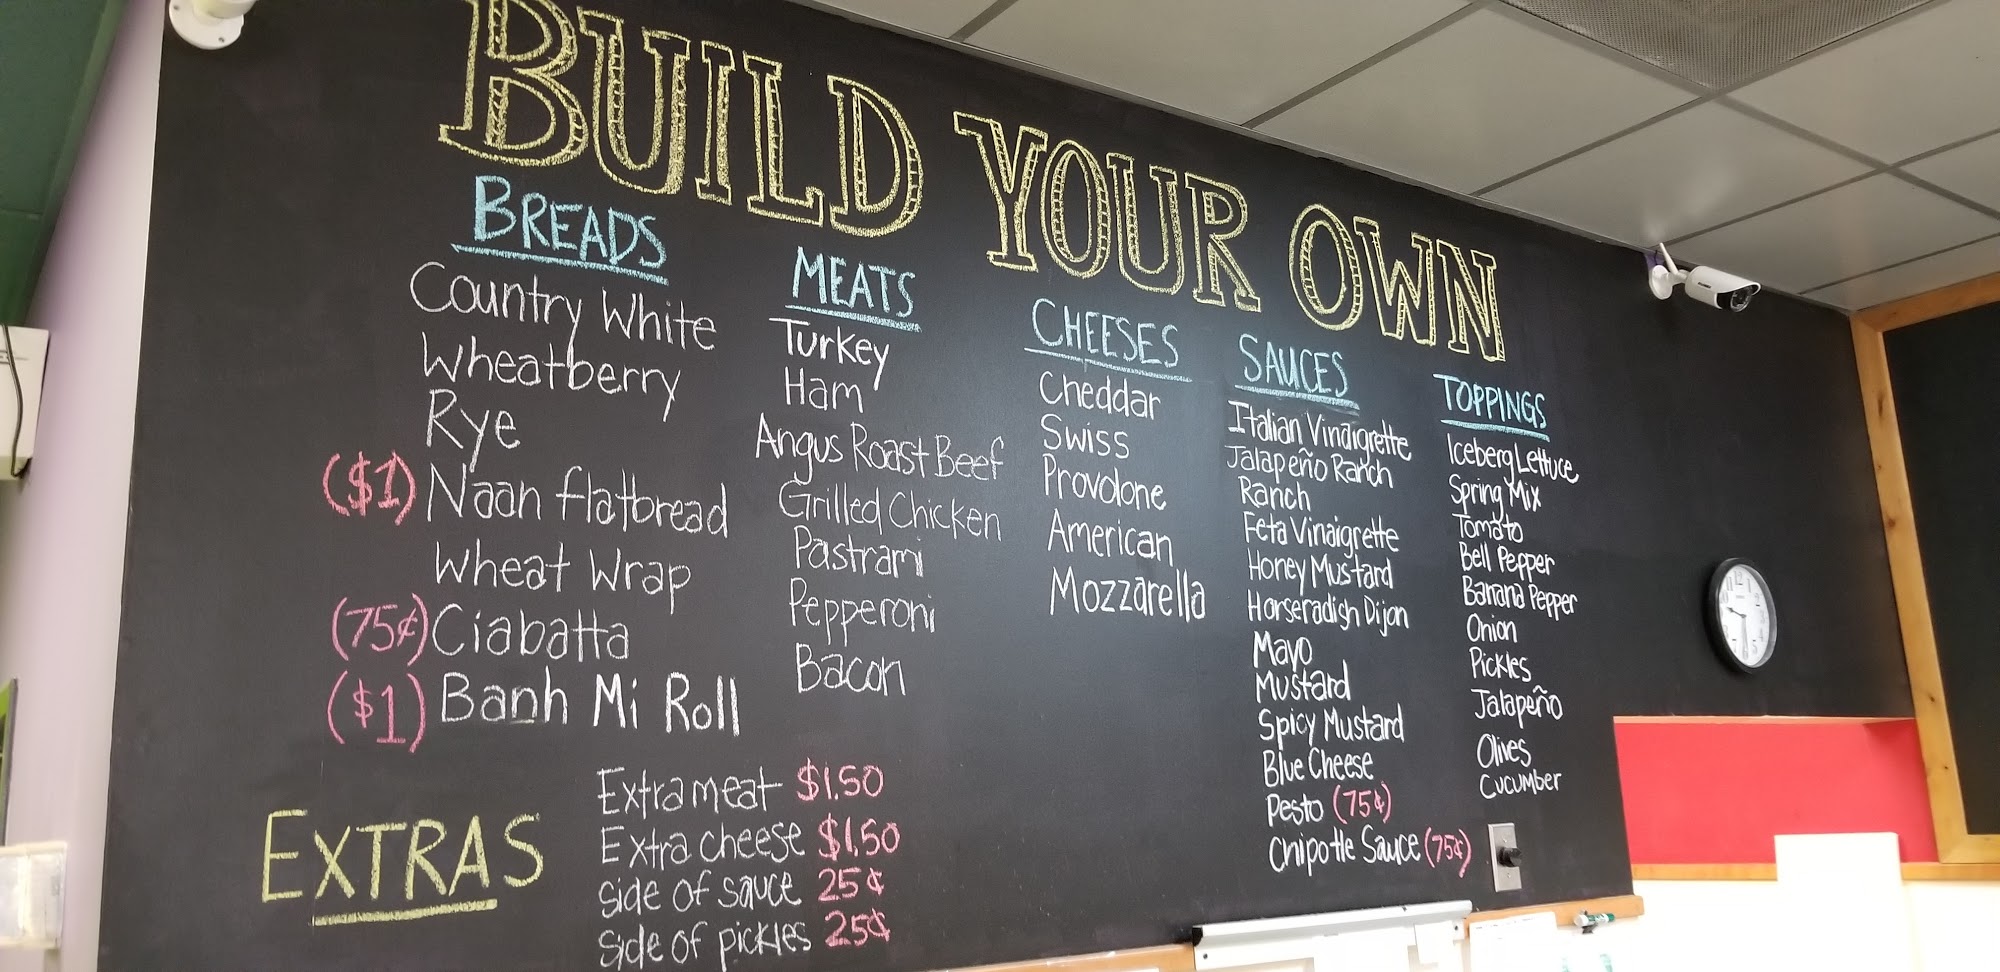 BUILD YOUR OWN
BREADS
Country White
Wheatberry
Rye
($1) Naan flatbread
Wheat Wrap
(75¢) Ciabatta
($1) Banh Mi Roll
MEATS
Turkey
Ham
Angus Roast Beef
Grilled Chicken
Pastrami
Pepperoni
Bacon
CHEESES
Cheddar
Swiss
Provolone
American
Mozzarella
SAUCES
Italian Vinaigrette
Jalapeño Ranch
Ranch
Feta Vinaigrette
Honey Mustard
Horseradish Dijon
Mayo
Mustard
Spicy Mustard
Blue Cheese
Pesto (75¢)
Chipotle Sauce (75¢)
TOPPINGS
Iceberg Lettuce
Spring Mix
Tomato
Bell Pepper
Banana Pepper
Onion
Pickles
Jalapeño
Olives
Cucumber
EXTRAS
Extra meat $1.50
Extra cheese $1.50
Side of sauce 25¢
Side of pickles 25¢